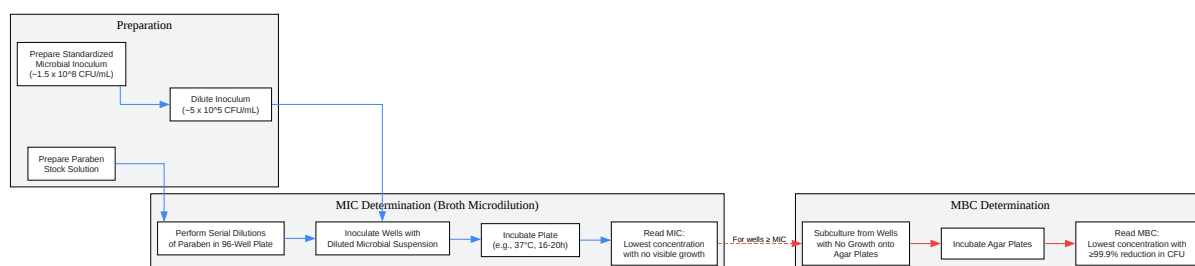 Preparation
Prepare Standardized
Microbial Inoculum
(~1.5 x 10^8 CFU/mL)
Dilute Inoculum
(~5 x 10^5 CFU/mL)
Prepare Paraben
Stock Solution
MIC Determination (Broth Microdilution)
Perform Serial Dilutions
of Paraben in 96-Well Plate
Inoculate Wells with
Diluted Microbial Suspension
Incubate Plate
(e.g., 37°C, 16-20h)
Read MIC:
Lowest concentration
with no visible growth
For wells ≥ MIC
MBC Determination
Subculture from Wells
with No Growth onto
Agar Plates
Incubate Agar Plates
Read MBC:
Lowest concentration with
≥99.9% reduction in CFU